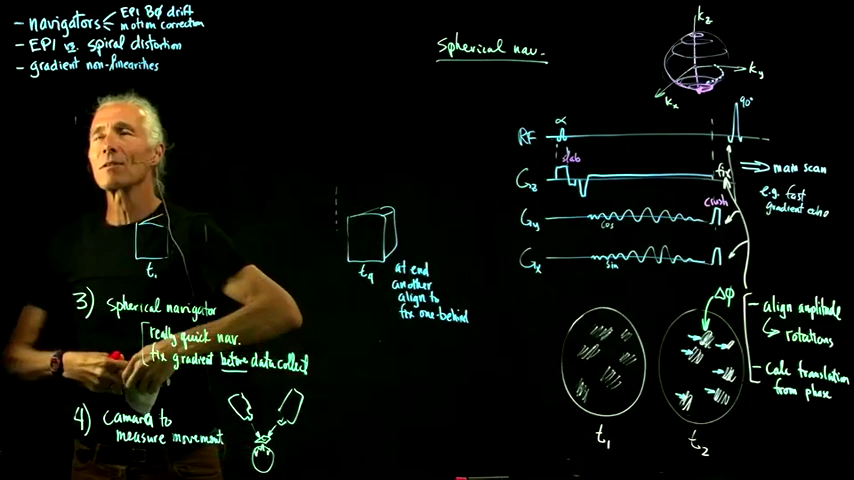 - navigators < EPI BØ drift
motion correction
- EPI vs. spiral distortion
- gradient non-linearities
t1
t4
at end
another
align to
fix one-behind
3) Spherical navigator
really quick nav.
fix gradient before data collect
4) Camara to
measure movement
Spherical nav.
kz
ky
kx
RF
α
90°
slab
Gz
fix
⇒ main scan
e.g. fast
gradient echo
crush
Gy
cos
Gx
sin
Δφ
- align amplitude
↳ rotations
- Calc translation
from phase
t1
t2